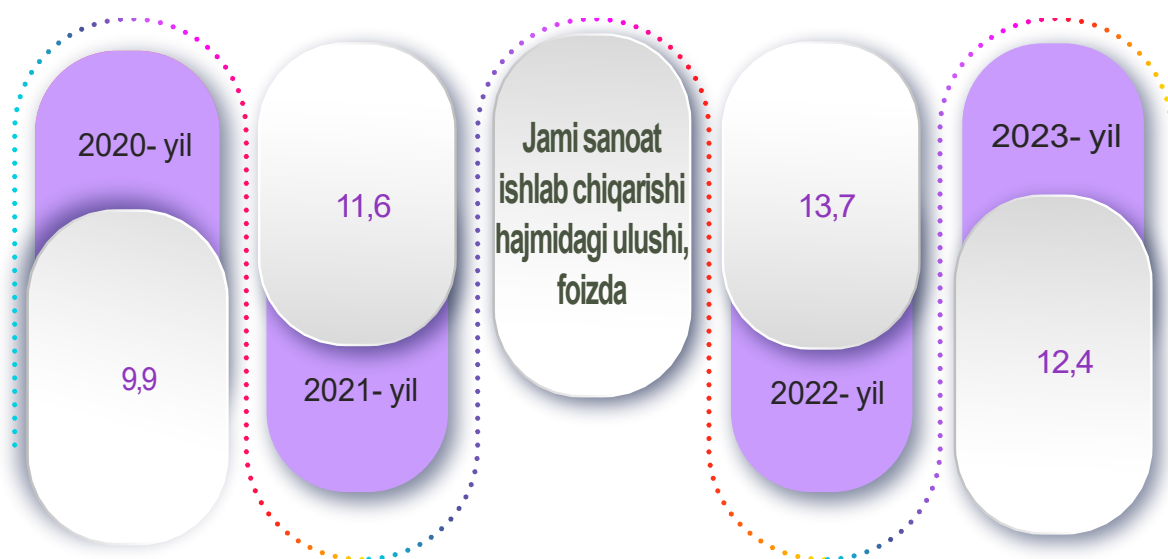 2020- yil
9,9
11,6
2021- yil
Jami sanoat
ishlab chiqarishi
hajmidagi ulushi,
foizda
13,7
2022- yil
2023- yil
12,4